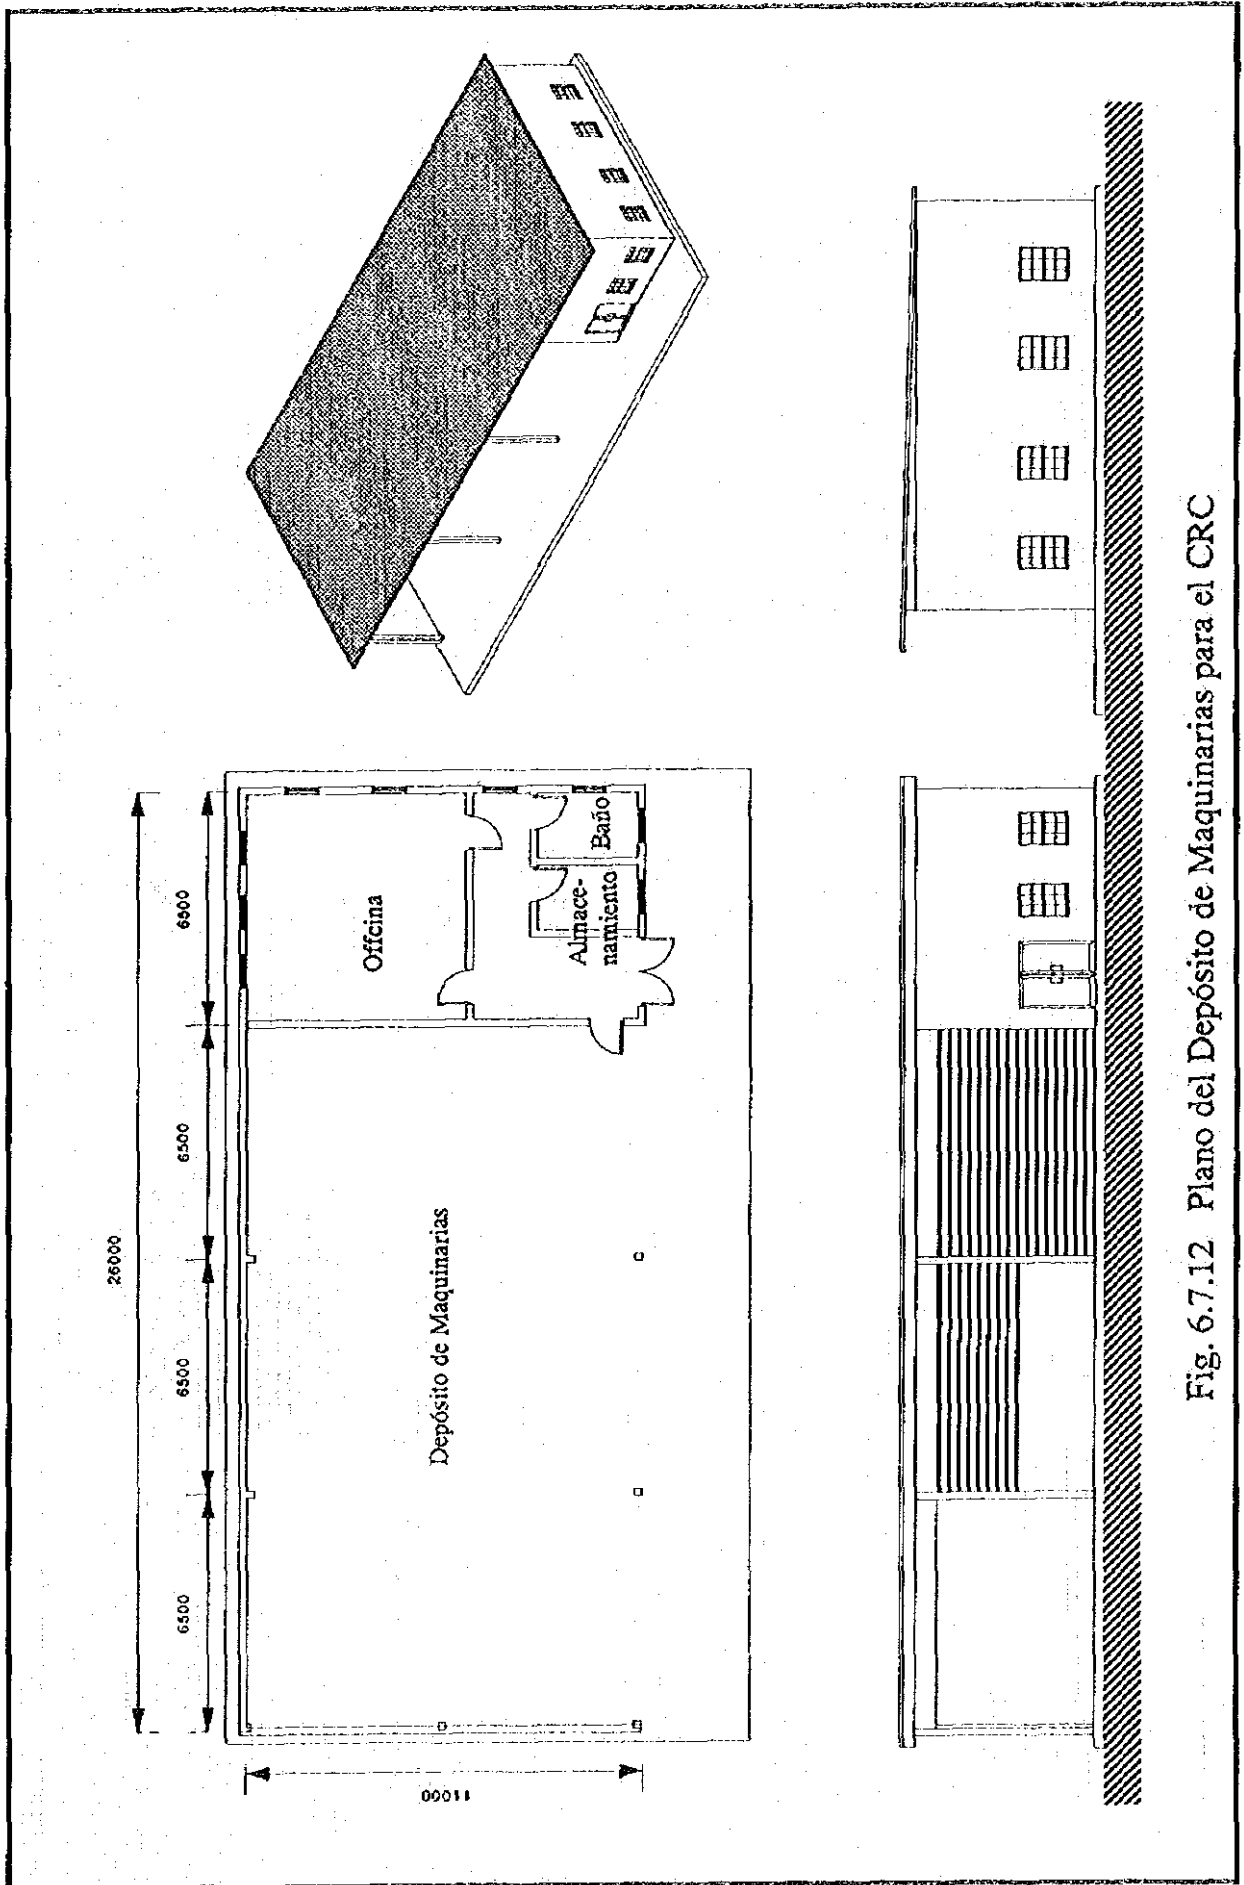 26000
6500
6500
6500
6500
11000
Depósito de Maquinarias
Offcina
Almace-
namiento
Baño
Fig. 6.7.12 Plano del Depósito de Maquinarias para el CRC